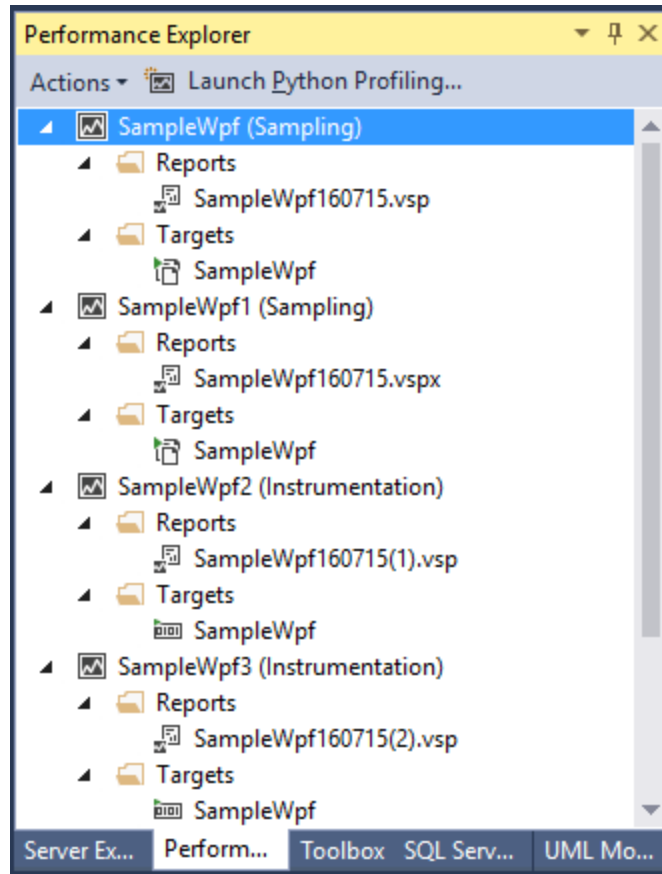 Performance Explorer
Actions Launch Python Profiling...
SampleWpf (Sampling)
Reports
SampleWpf160715.vsp
Targets
SampleWpf
SampleWpf1 (Sampling)
Reports
SampleWpf160715.vspx
Targets
SampleWpf
SampleWpf2 (Instrumentation)
Reports
SampleWpf160715(1).vsp
Targets
SampleWpf
SampleWpf3 (Instrumentation)
Reports
SampleWpf160715(2).vsp
Targets
SampleWpf
Server Ex... Perform... Toolbox SQL Serv... UML Mo...